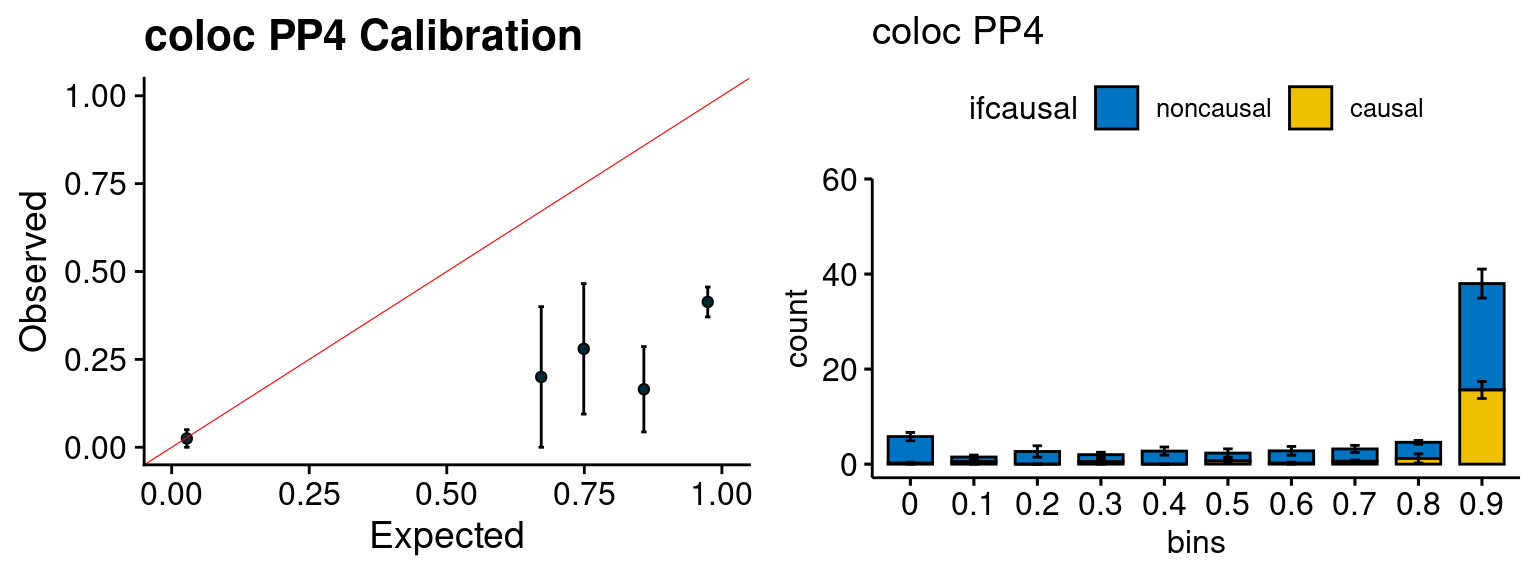 coloc PP4 Calibration
1.00
0.75
0.50
0.25
0.00
Observed
0.00 0.25 0.50 0.75 1.00
Expected
coloc PP4
ifcausal noncausal causal
60
40
20
0
count
0 0.1 0.2 0.3 0.4 0.5 0.6 0.7 0.8 0.9
bins